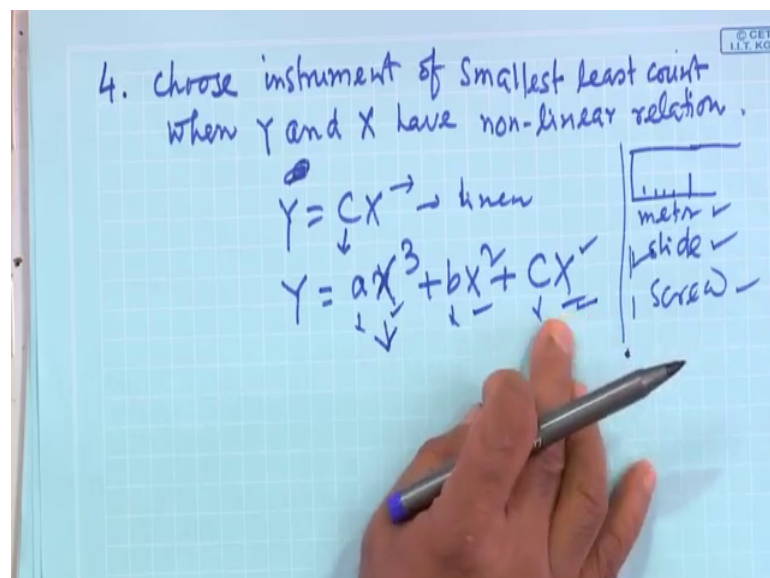 © CET
I.I.T. KG
4. Choose instrument of smallest least count
when Y and X have non-linear relation.
Y = CX → → linear
Y = aX³ + bX² + CX
metr ✓
slide ✓
screw ✓